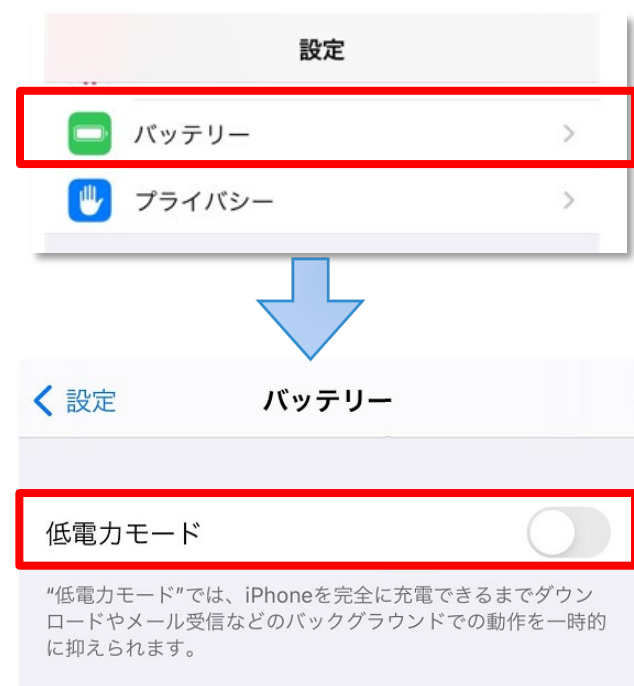 設定
バッテリー
プライバシー
設定
バッテリー
低電力モード
“低電力モード”では、iPhoneを完全に充電できるまでダウン
ロードやメール受信などのバックグラウンドでの動作を一時的
に抑えられます。